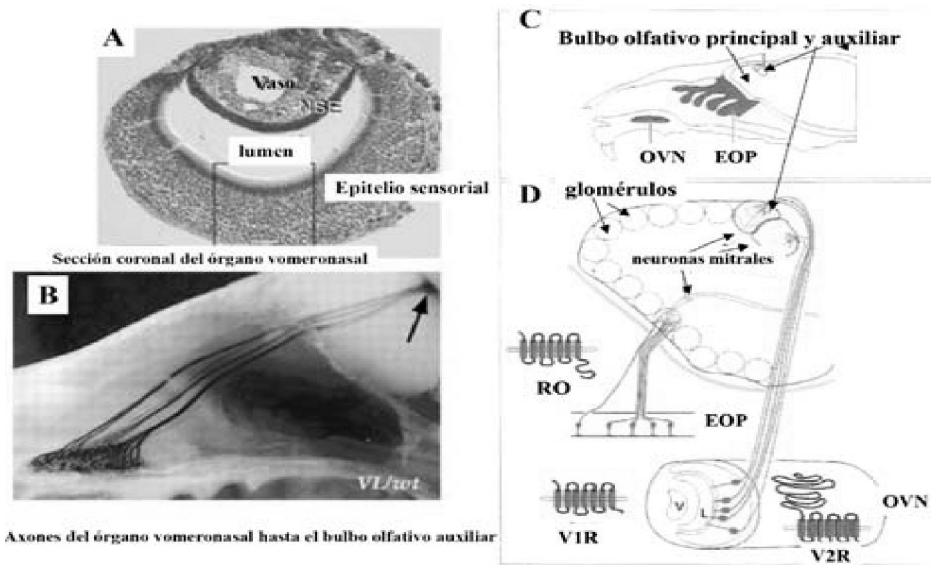 A
Vaso
NSE
lumen
Epitelio sensorial
Sección coronal del órgano vomeronasal
B
VL/wt
Axones del órgano vomeronasal hasta el bulbo olfativo auxiliar
C
Bulbo olfativo principal y auxiliar
OVN
EOP
D
glomérulos
neuronas mitrales
RO
EOP
V1R
V
L
V2R
OVN